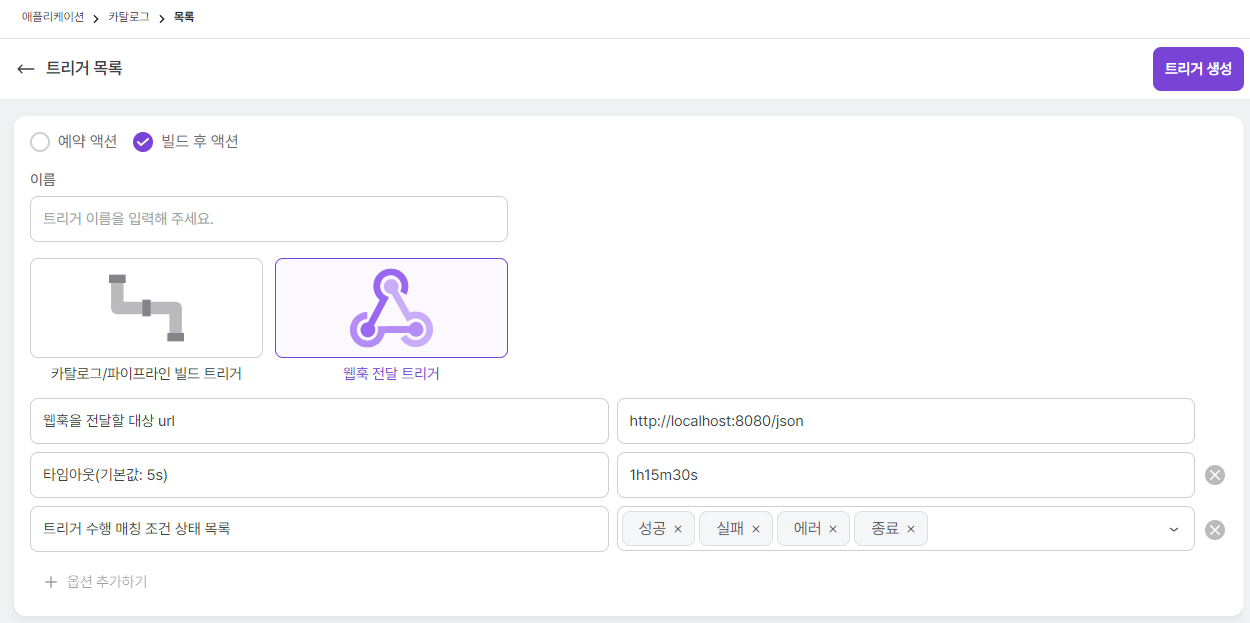 애플리케이션 > 카탈로그 > 목록
← 트리거 목록
트리거 생성
예약 액션 빌드 후 액션
이름
트리거 이름을 입력해 주세요.
카탈로그/파이프라인 빌드 트리거 웹훅 전달 트리거
웹훅을 전달할 대상 url http://localhost:8080/json
타임아웃(기본값: 5s) 1h15m30s
트리거 수행 매칭 조건 상태 목록 성공 × 실패 × 에러 × 종료 ×
+ 옵션 추가하기